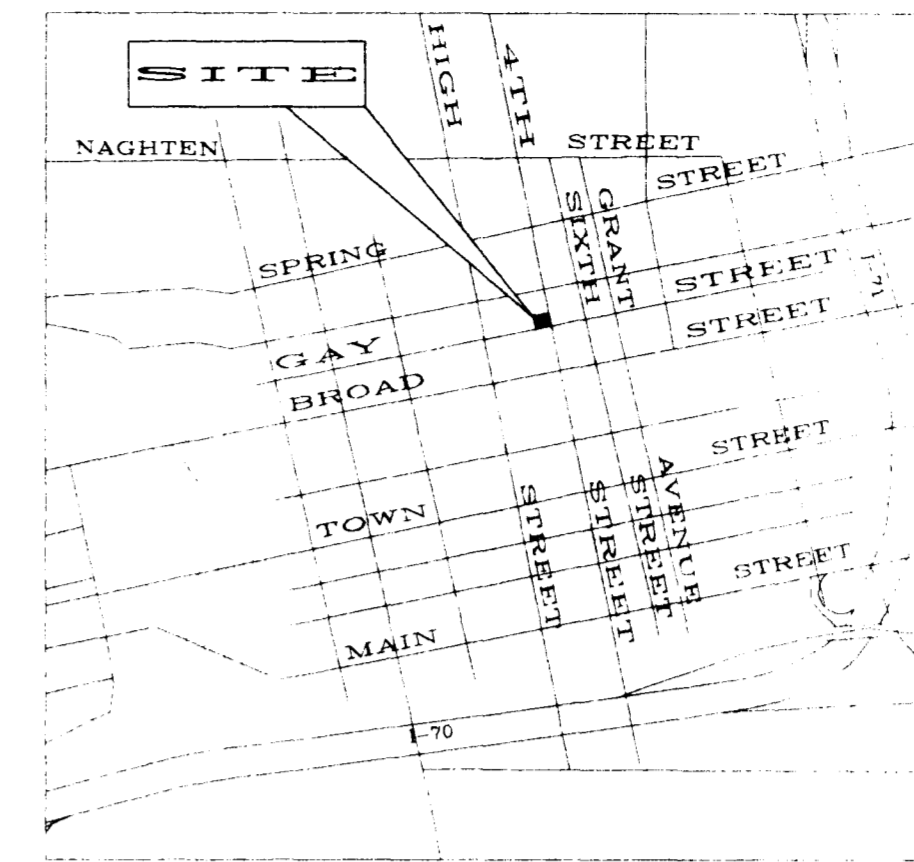 SITE
HIGH
4TH
NAGHTEN STREET
SPRING STREET
SIXTH
GRANT
GAY STREET
BROAD STREET
I-71
TOWN STREET
STREET
STREET
STREET
AVENUE
MAIN STREET
I-70